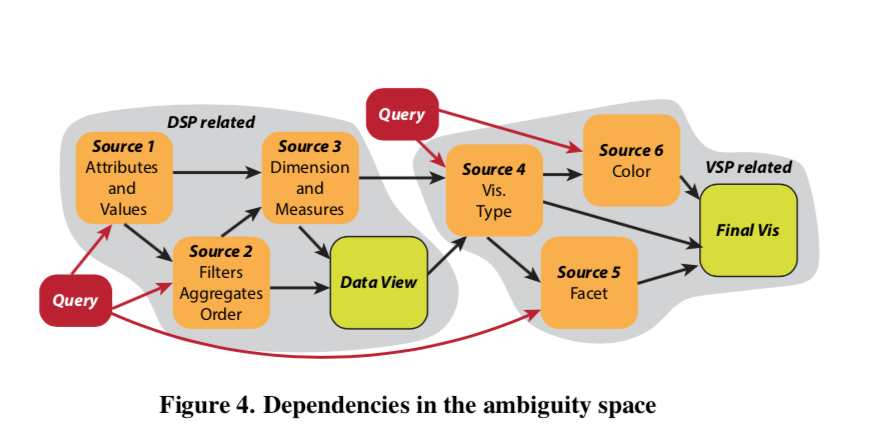 Query
DSP related
Source 1
Attributes
and
Values
Source 3
Dimension
and
Measures
Source 2
Filters
Aggregates
Order
Data View
Query
Source 4
Vis.
Type
Source 6
Color
VSP related
Source 5
Facet
Final Vis
Figure 4. Dependencies in the ambiguity space